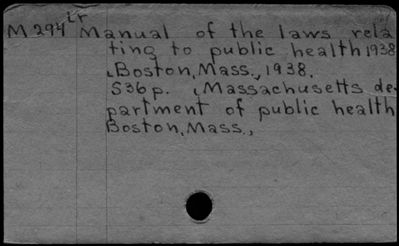 M294 Lr Manual of the laws rela
ting to public health 1938
Boston, Mass., 1938.
536p. (Massachusetts de-
partment of public health
Boston, Mass.,